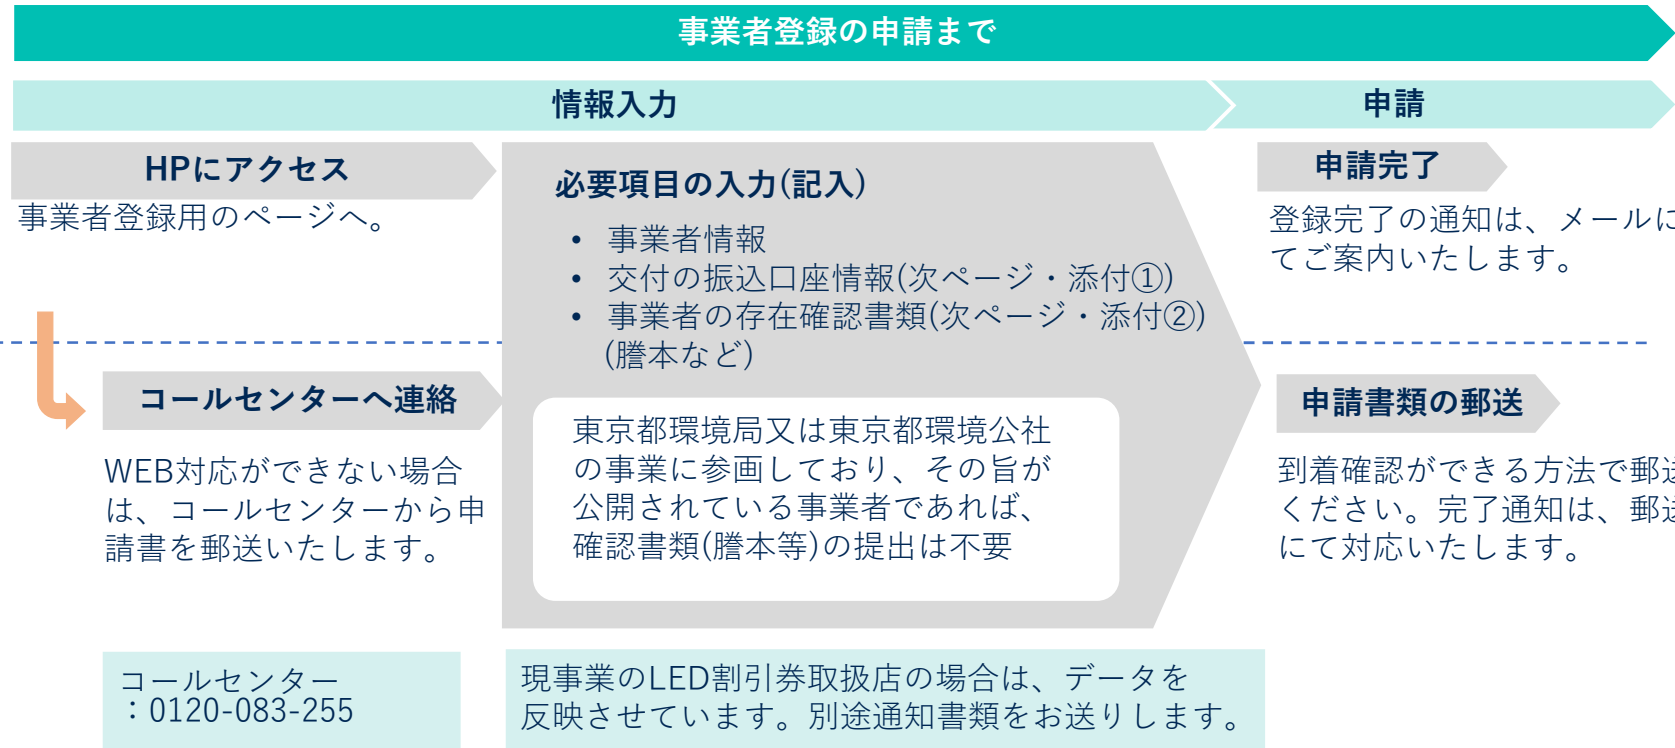 事業者登録の申請まで
情報入力
申請
HPにアクセス
事業者登録用のページへ。
コールセンターへ連絡
WEB対応ができない場合
は、コールセンターから申
請書を郵送いたします。
コールセンター
：0120-083-255
必要項目の入力(記入)
• 事業者情報
• 交付の振込口座情報(次ページ・添付①)
• 事業者の存在確認書類(次ページ・添付②)
(謄本など)
東京都環境局又は東京都環境公社
の事業に参画しており、その旨が
公開されている事業者であれば、
確認書類(謄本等)の提出は不要
現事業のLED割引券取扱店の場合は、データを
反映させています。別途通知書類をお送りします。
申請完了
登録完了の通知は、メールに
てご案内いたします。
申請書類の郵送
到着確認ができる方法で郵送
ください。完了通知は、郵送
にて対応いたします。